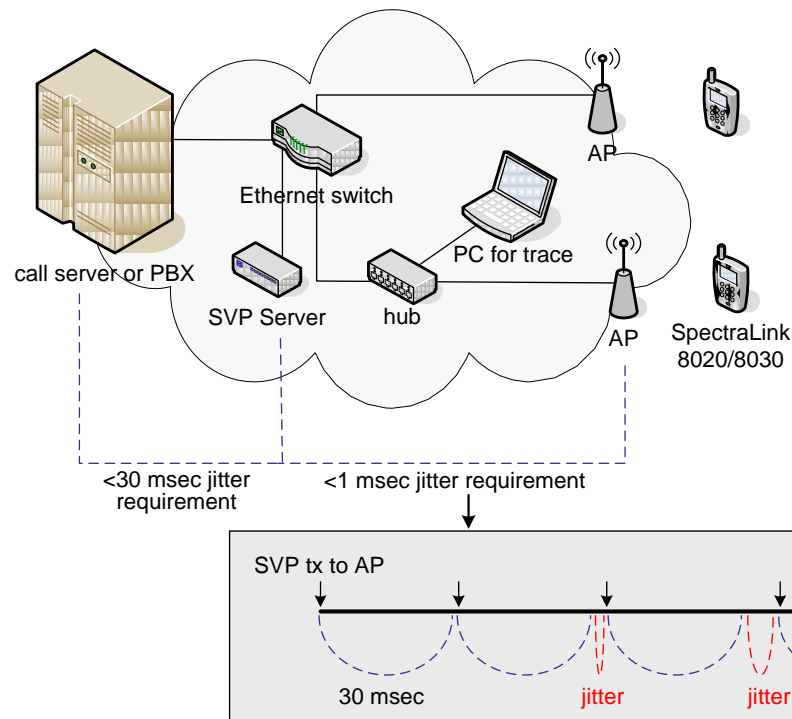 AP
Ethernet switch
PC for trace
call server or PBX
SVP Server
hub
AP
SpectraLink
8020/8030
<30 msec jitter
requirement
<1 msec jitter requirement
SVP tx to AP
30 msec
jitter
jitter